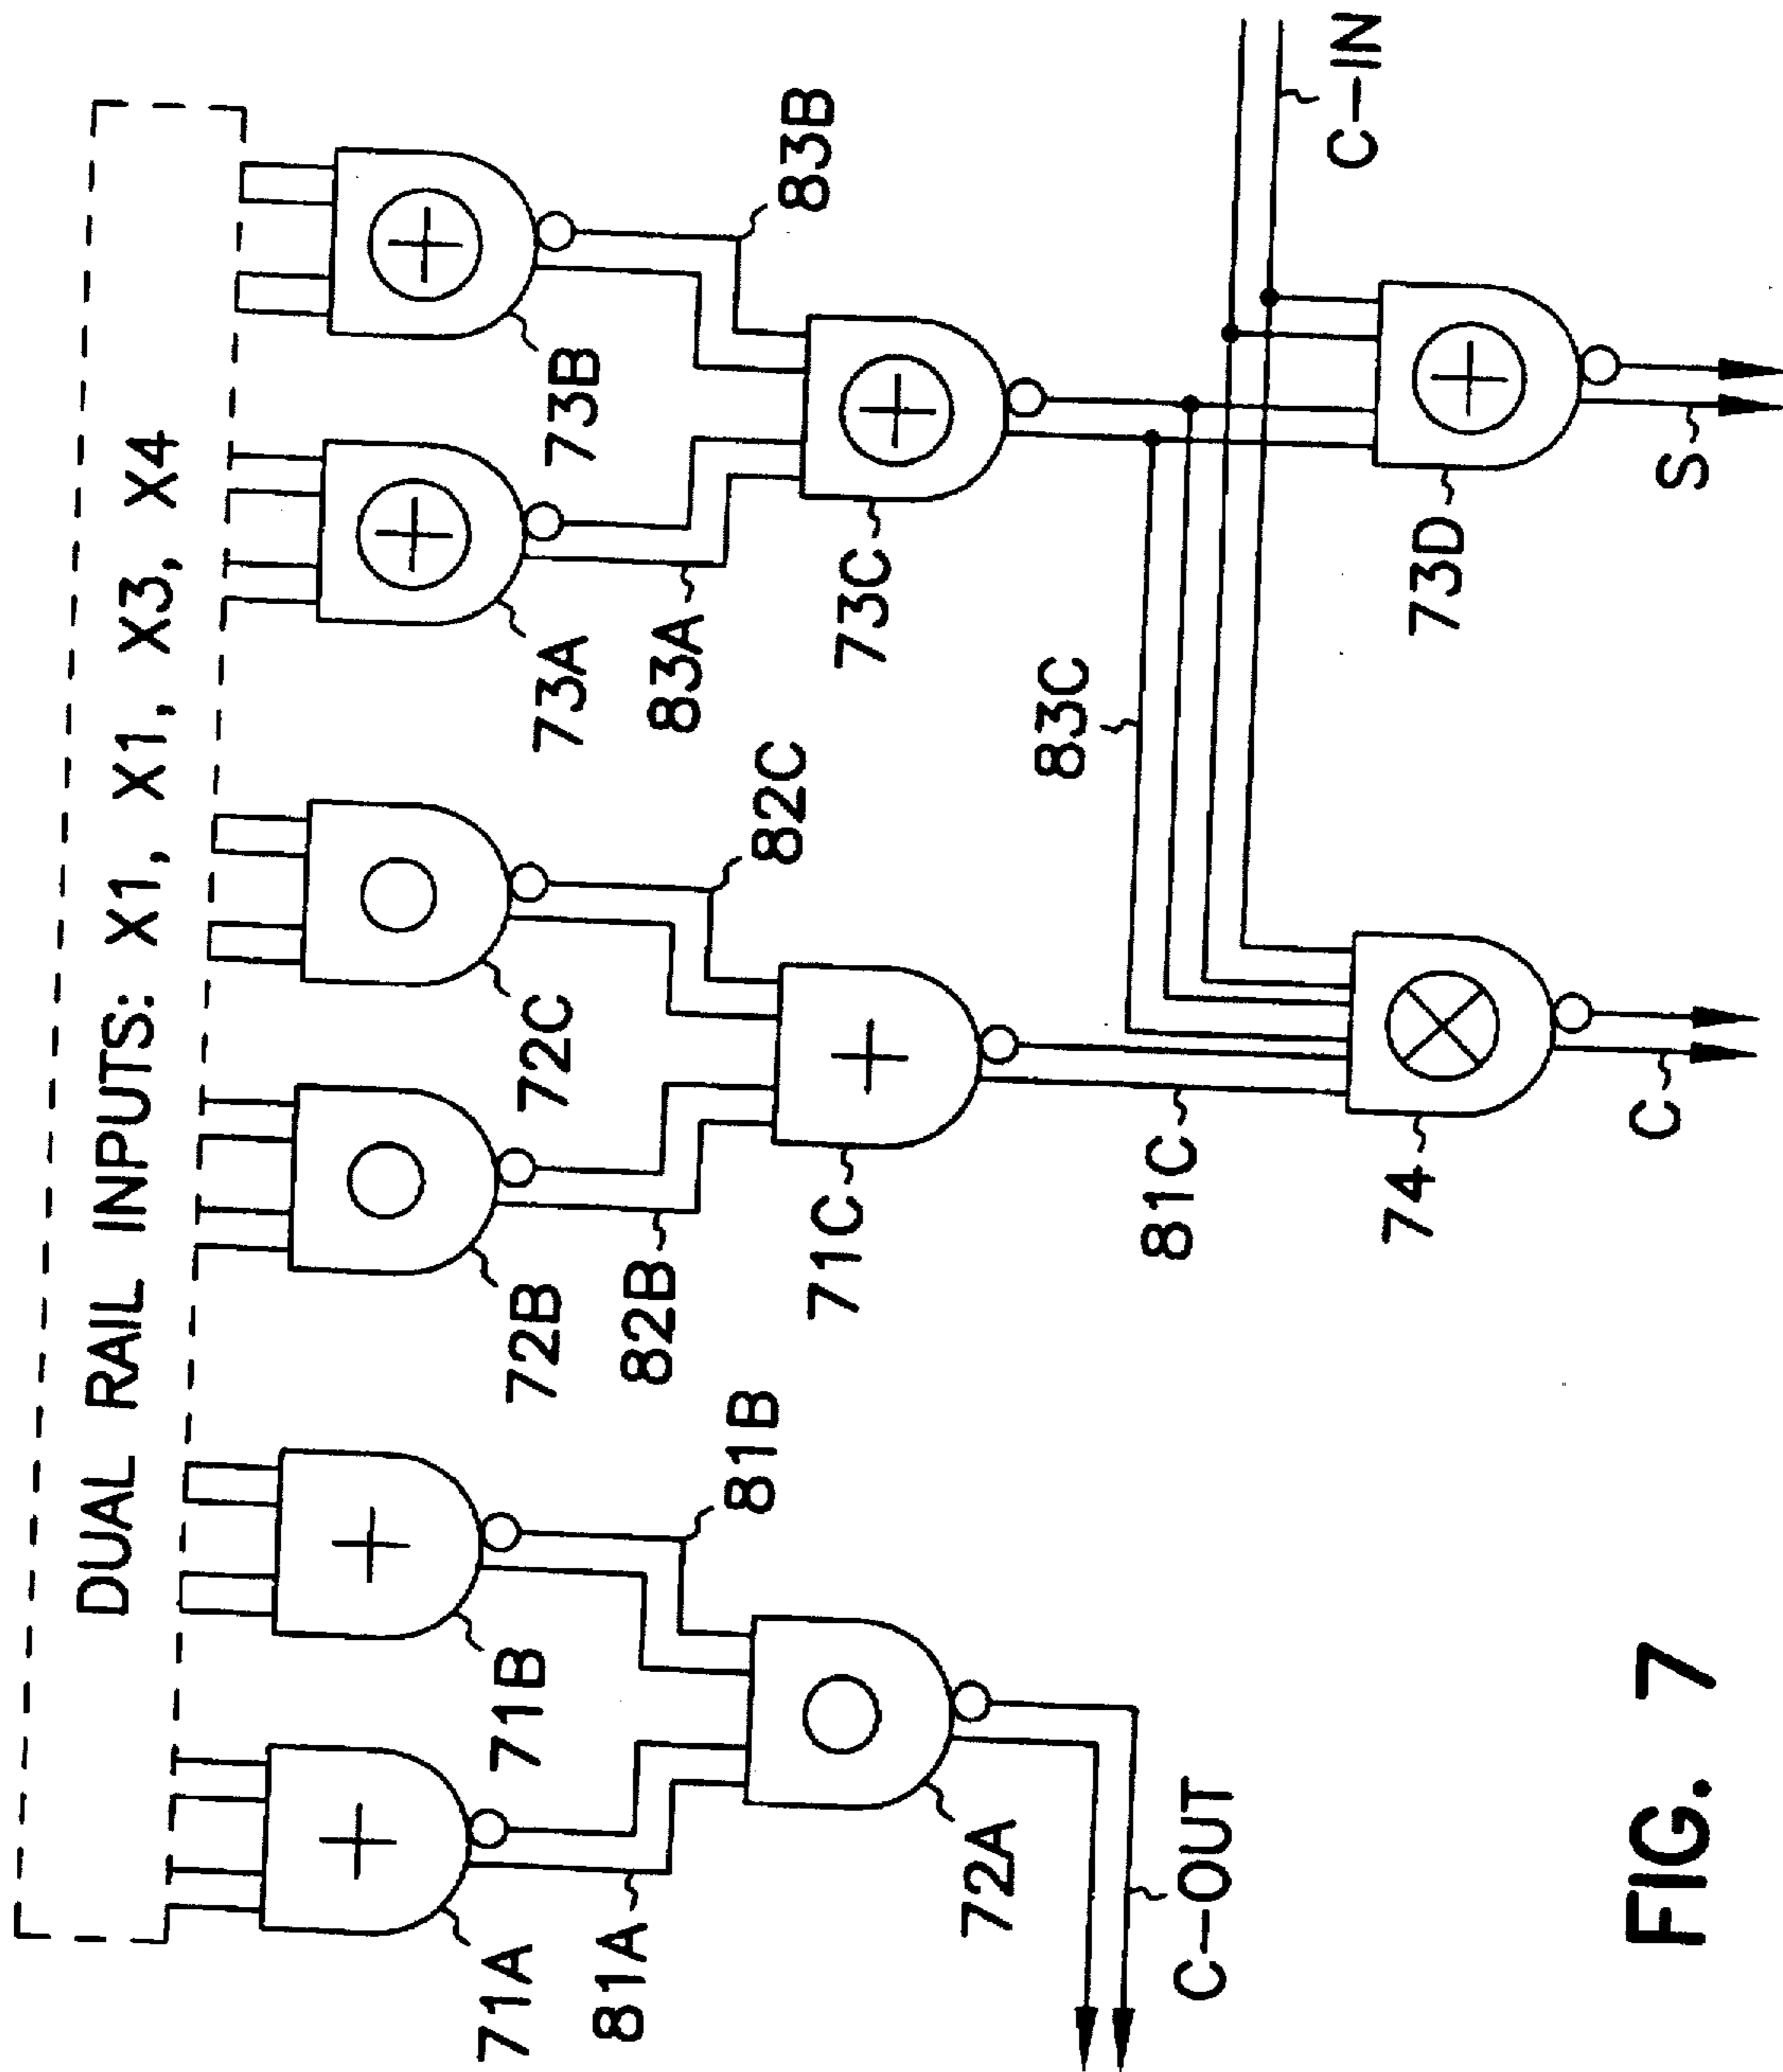 DUAL RAIL INPUTS: X1, X1, X1, X3, X4
71A
71B
72B
72C
73A
73B
81A
81B
82B
82C
83A
83B
72A
71C
73C
C-OUT
81C
83C
C-IN
74
73D
C
S
FIG. 7